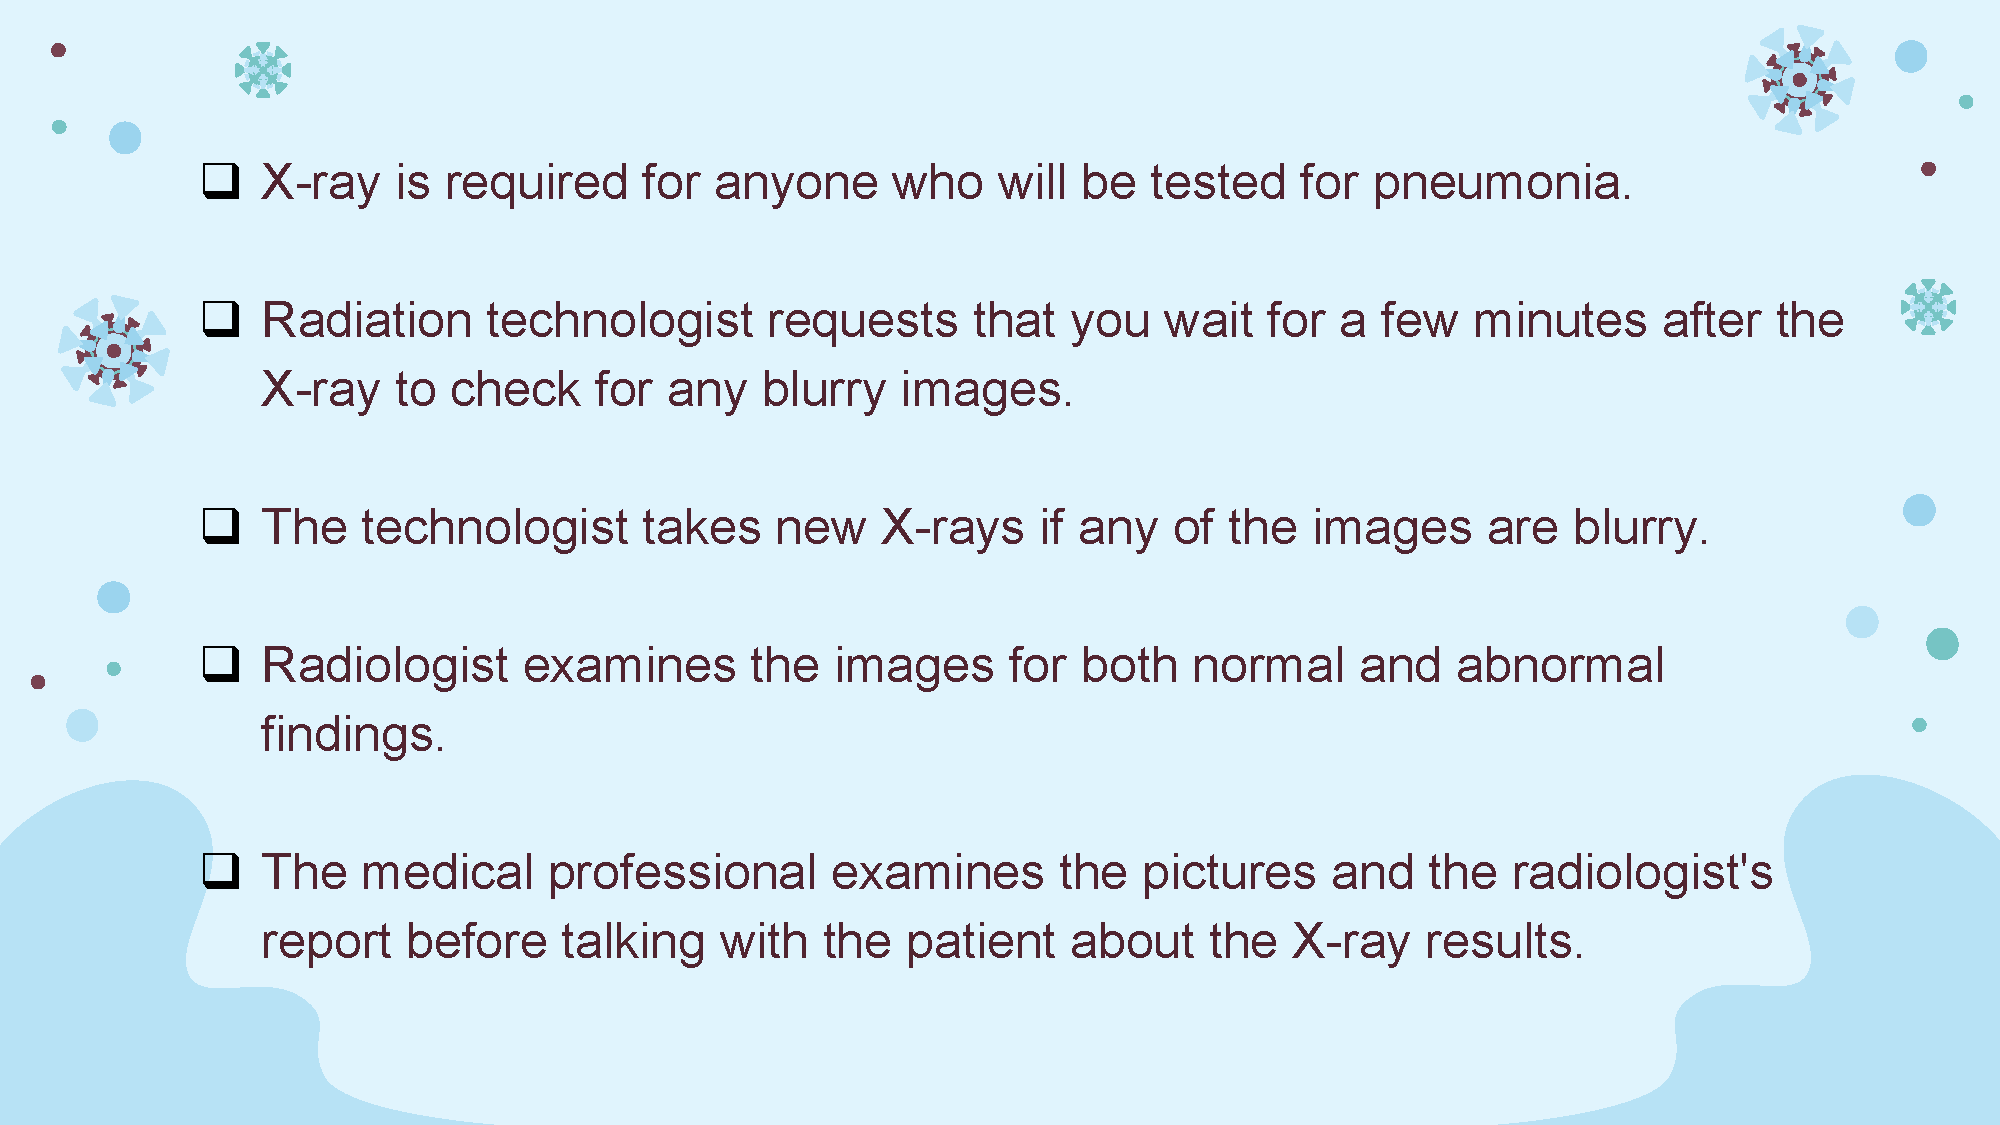 ❑ X-ray is required for anyone who will be tested for pneumonia.
❑ Radiation technologist requests that you wait for a few minutes after the
X-ray to check for any blurry images.
❑ The technologist takes new X-rays if any of the images are blurry.
❑ Radiologist examines the images for both normal and abnormal
findings.
❑ The medical professional examines the pictures and the radiologist's
report before talking with the patient about the X-ray results.